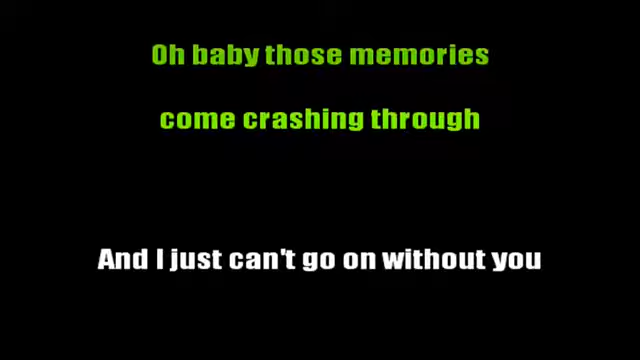 Oh baby those memories
come crashing through
And I just can't go on without you